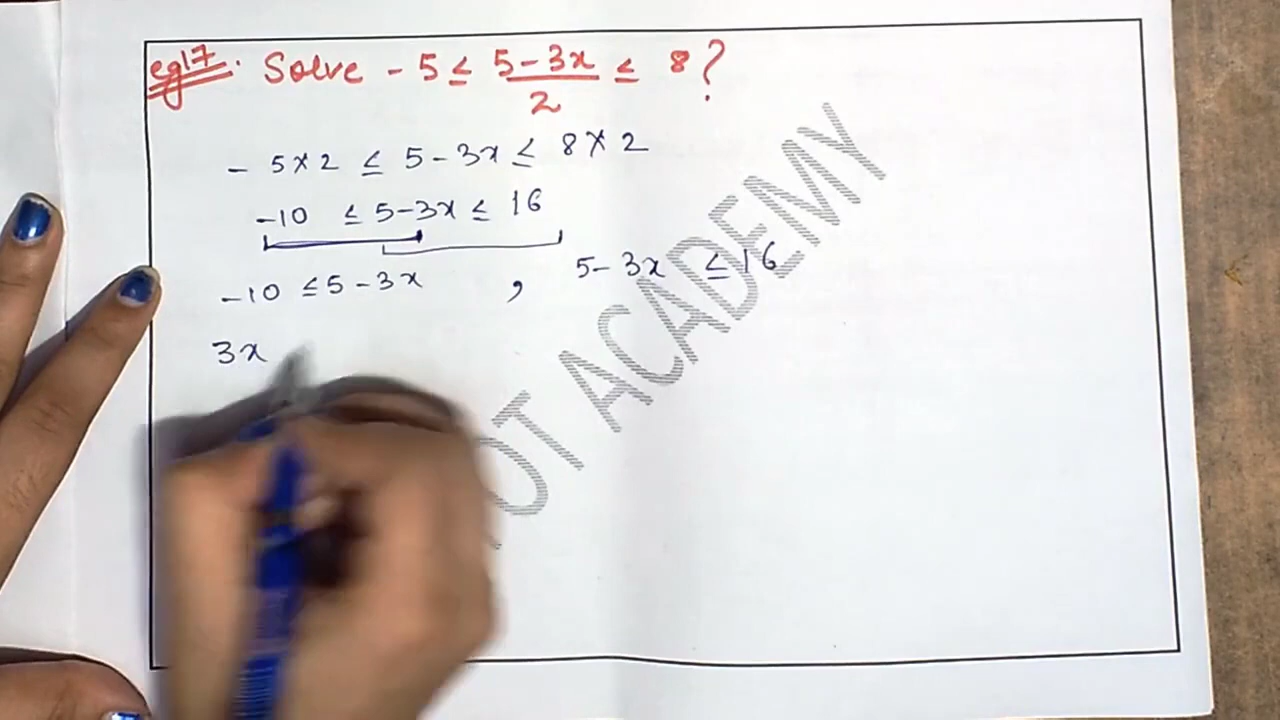 eg17. Solve - 5 ≤ 5-3x/2 ≤ 8?
- 5×2 ≤ 5-3x ≤ 8×2
-10 ≤ 5-3x ≤ 16
-10 ≤ 5-3x , 5-3x ≤ 16
3x
ACADEMY